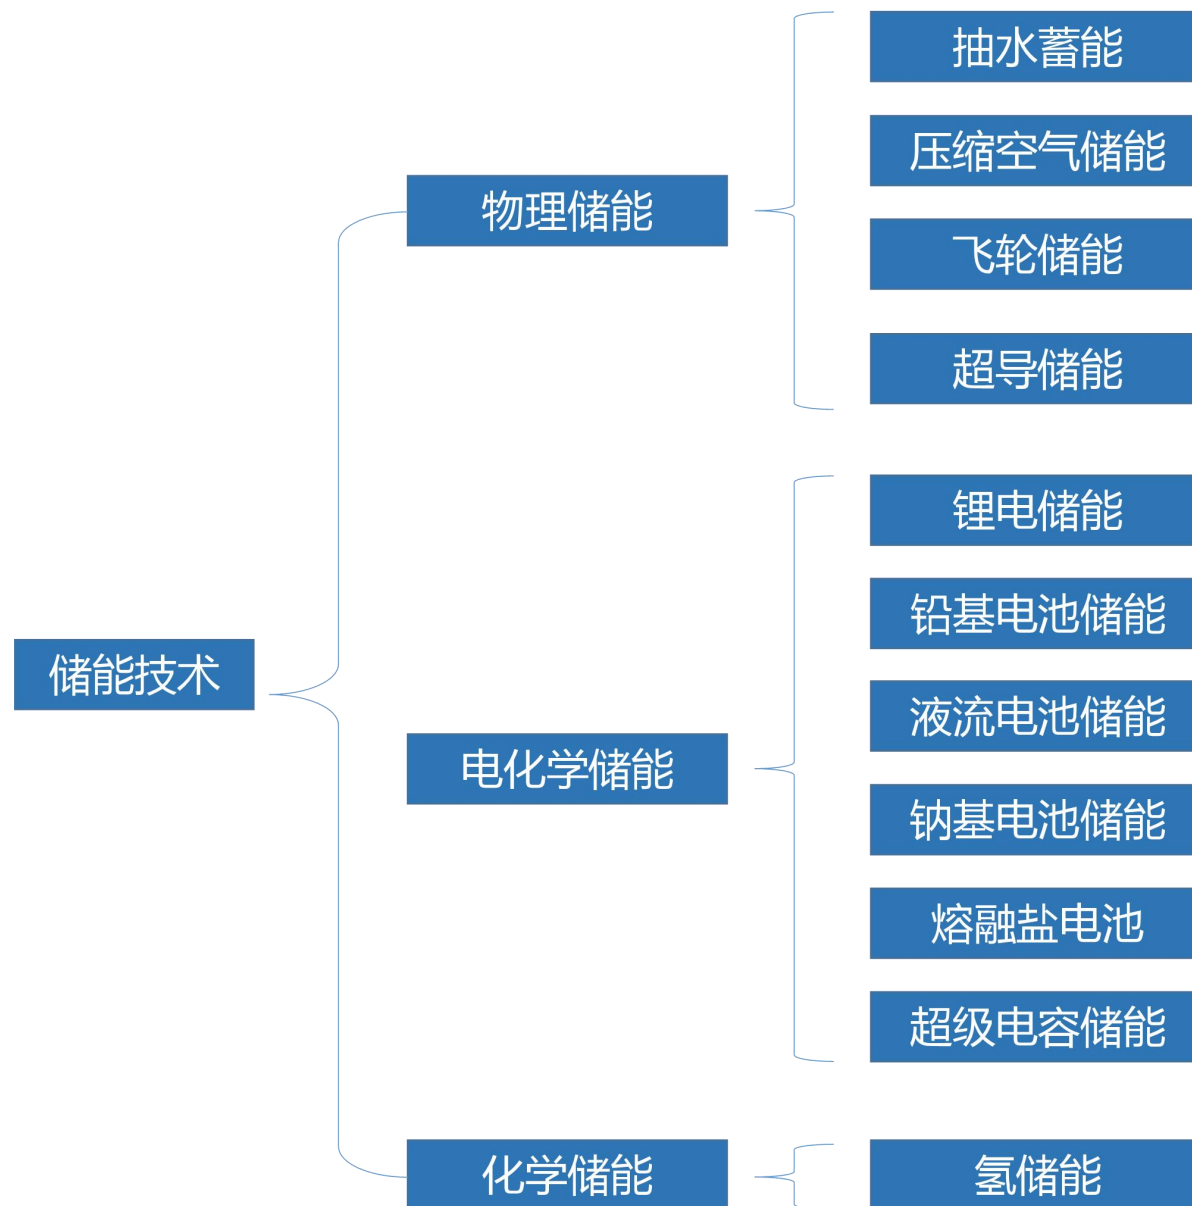 储能技术
物理储能
抽水蓄能
压缩空气储能
飞轮储能
超导储能
电化学储能
锂电储能
铅基电池储能
液流电池储能
钠基电池储能
熔融盐电池
超级电容储能
化学储能
氢储能